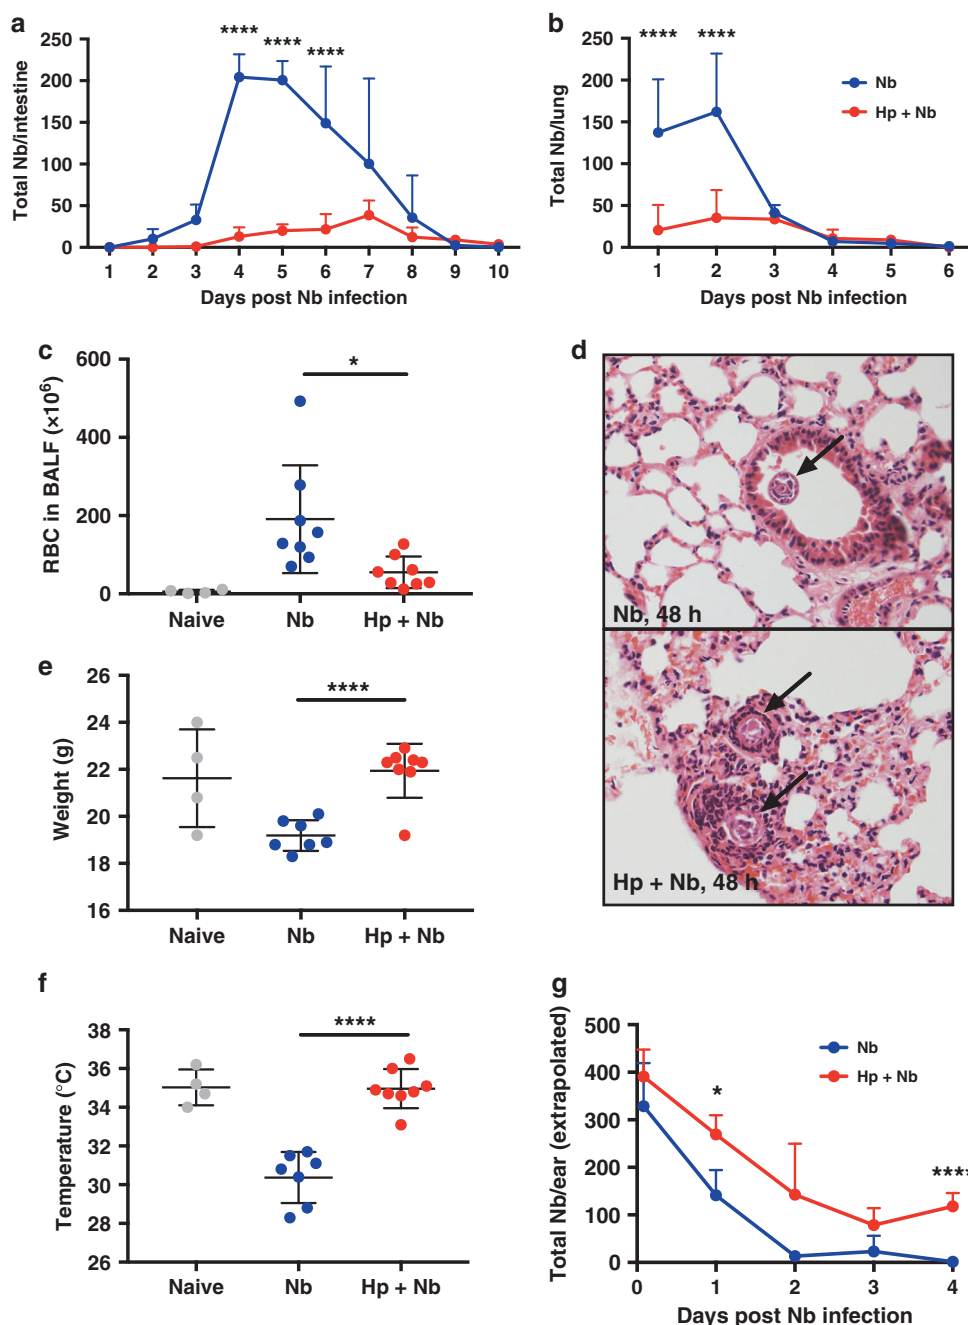 a
Total Nb/intestine
250
200
150
100
50
0
**** **** ****
1 2 3 4 5 6 7 8 9 10
Days post Nb infection
b
Total Nb/lung
250
200
150
100
50
0
**** ****
Nb
Hp + Nb
1 2 3 4 5 6
Days post Nb infection
c
RBC in BALF (×10⁶)
600
400
200
0
*
Naive Nb Hp + Nb
d
Nb, 48 h
Hp + Nb, 48 h
e
Weight (g)
26
24
22
20
18
16
****
Naive Nb Hp + Nb
f
Temperature (°C)
38
36
34
32
30
28
26
****
Naive Nb Hp + Nb
g
Total Nb/ear (extrapolated)
500
400
300
200
100
0
Nb
Hp + Nb
*
****
0 1 2 3 4
Days post Nb infection